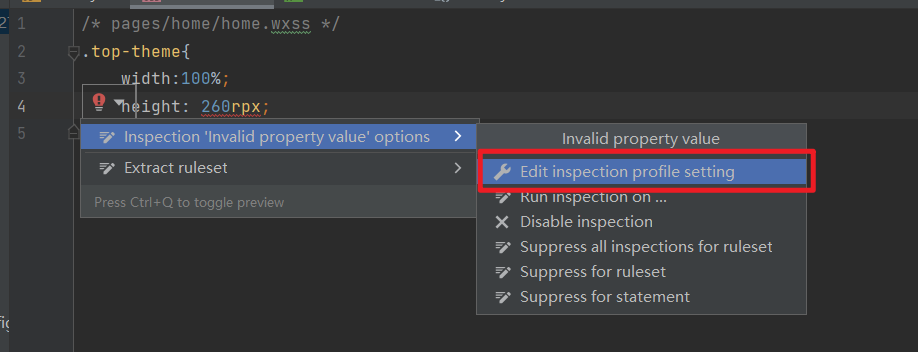 1 /* pages/home/home.wxss */
2 .top-theme{
3 width:100%;
4 height: 260rpx;
5
Inspection 'Invalid property value' options
Extract ruleset
Press Ctrl+Q to toggle preview
Invalid property value
Edit inspection profile setting
Run inspection on ...
Disable inspection
Suppress all inspections for ruleset
Suppress for ruleset
Suppress for statement